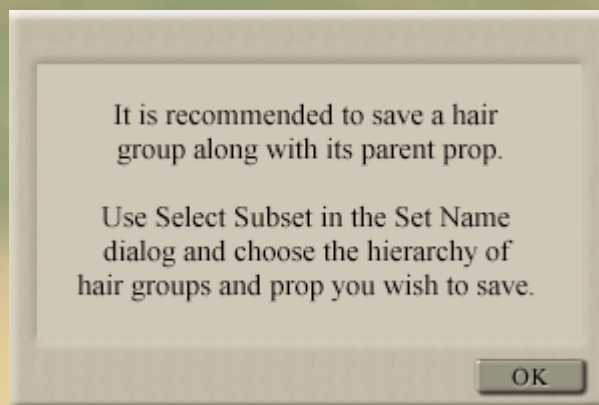 It is recommended to save a hair
group along with its parent prop.
Use Select Subset in the Set Name
dialog and choose the hierarchy of
hair groups and prop you wish to save.
OK